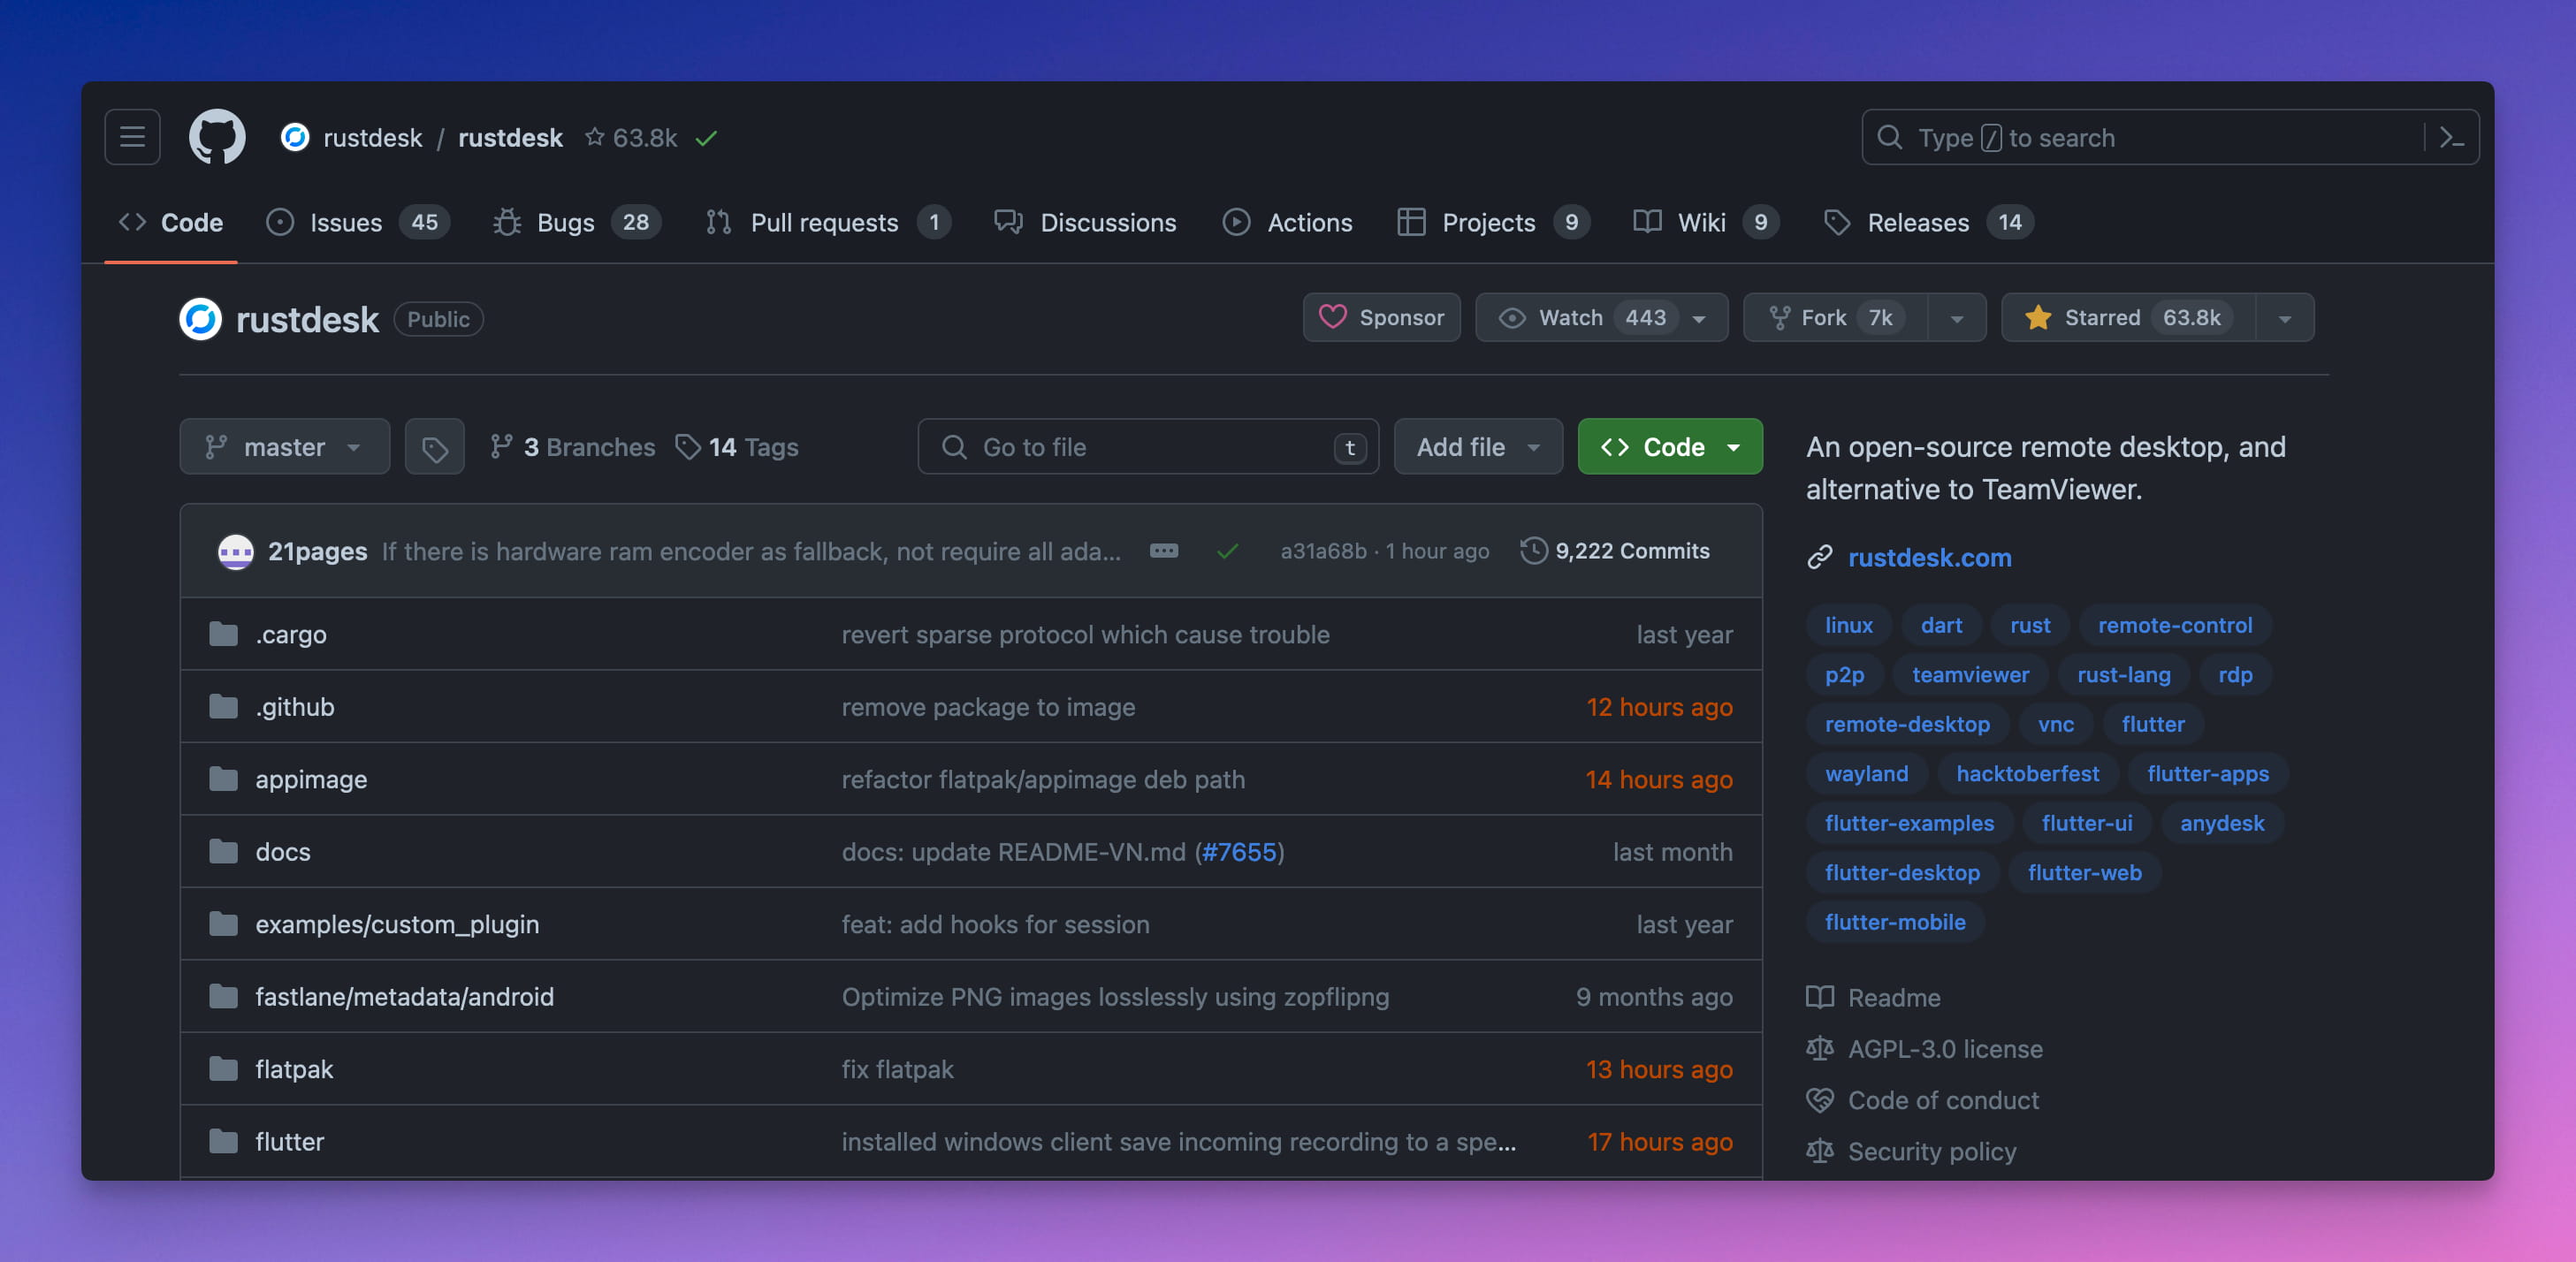 rustdesk / rustdesk 63.8k
Type / to search
Code Issues 45 Bugs 28 Pull requests 1 Discussions Actions Projects 9 Wiki 9 Releases 14
rustdesk Public Sponsor Watch 443 Fork 7k Starred 63.8k
master 3 Branches 14 Tags Go to file t Add file Code
21pages If there is hardware ram encoder as fallback, not require all ada... a31a68b · 1 hour ago 9,222 Commits
.cargo revert sparse protocol which cause trouble last year
.github remove package to image 12 hours ago
appimage refactor flatpak/appimage deb path 14 hours ago
docs docs: update README-VN.md (#7655) last month
examples/custom_plugin feat: add hooks for session last year
fastlane/metadata/android Optimize PNG images losslessly using zopflipng 9 months ago
flatpak fix flatpak 13 hours ago
flutter installed windows client save incoming recording to a spe... 17 hours ago
An open-source remote desktop, and
alternative to TeamViewer.
rustdesk.com
linux dart rust remote-control
p2p teamviewer rust-lang rdp
remote-desktop vnc flutter
wayland hacktoberfest flutter-apps
flutter-examples flutter-ui anydesk
flutter-desktop flutter-web
flutter-mobile
Readme
AGPL-3.0 license
Code of conduct
Security policy